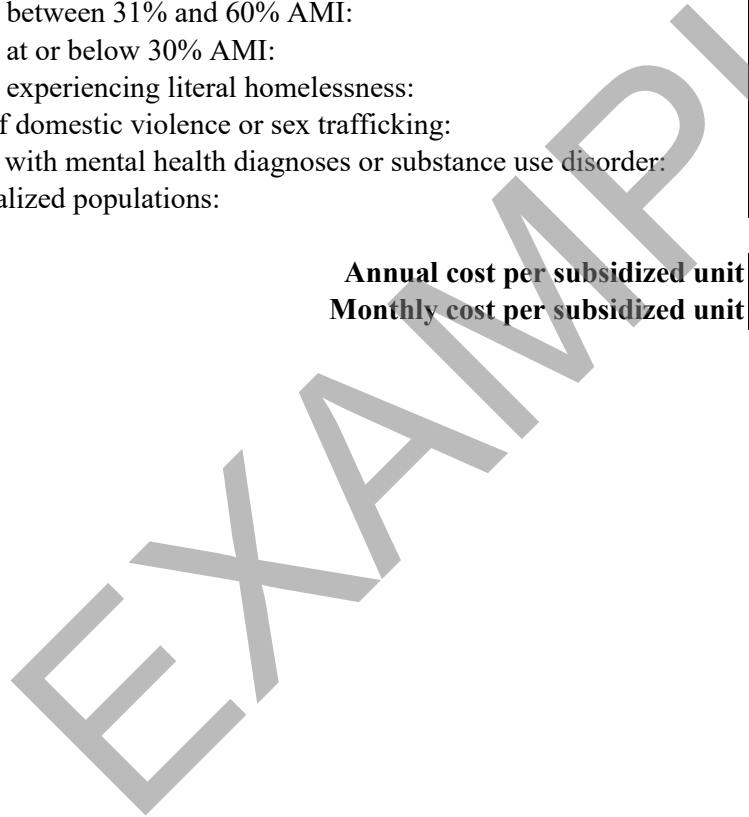 between 31% and 60% AMI:
at or below 30% AMI:
experiencing literal homelessness:
f domestic violence or sex trafficking:
with mental health diagnoses or substance use disorder:
alized populations:
Annual cost per subsidized unit
Monthly cost per subsidized unit
EXAMPL